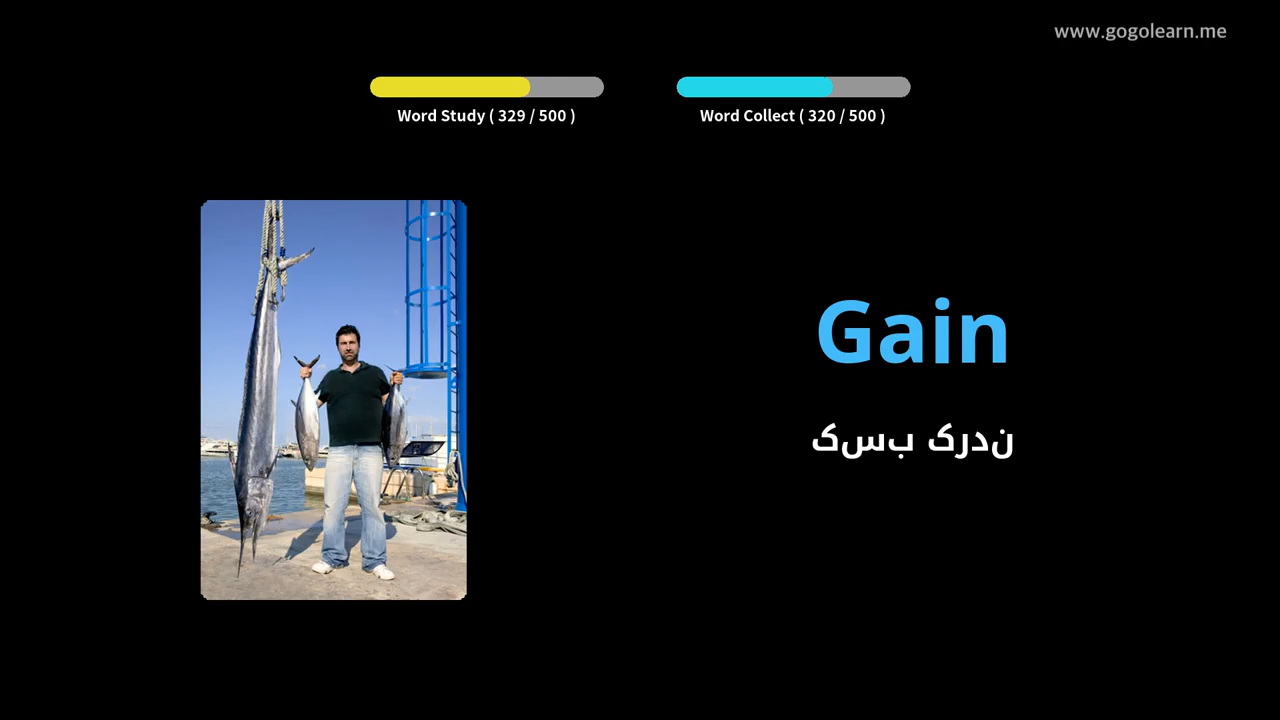 www.gogolearn.me
Word Study ( 329 / 500 )
Word Collect ( 320 / 500 )
Gain
کسب کردن